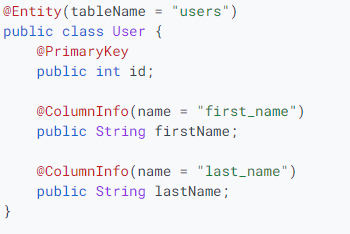 @Entity(tableName = "users")
public class User {
    @PrimaryKey
    public int id;

    @ColumnInfo(name = "first_name")
    public String firstName;

    @ColumnInfo(name = "last_name")
    public String lastName;
}